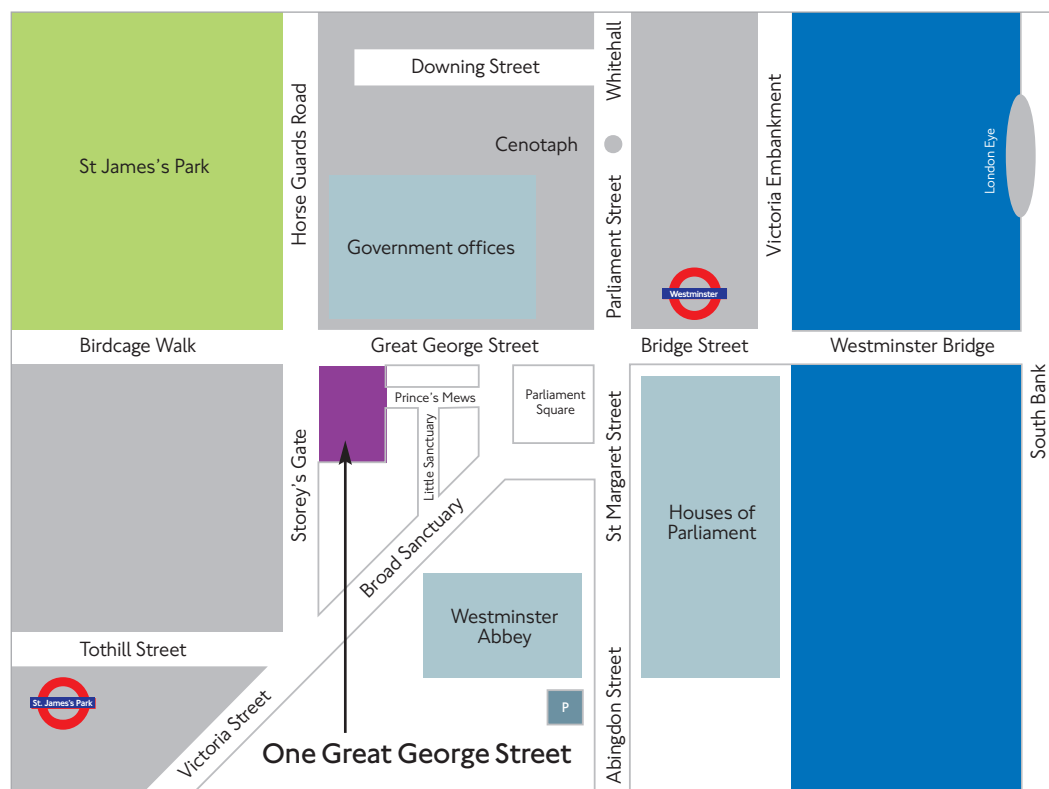 Downing Street
Whitehall
Cenotaph
London Eye
St James's Park
Horse Guards Road
Victoria Embankment
Government offices
Parliament Street
Westminster
Birdcage Walk
Great George Street
Bridge Street
Westminster Bridge
Prince's Mews
Parliament
Square
South Bank
Little Sanctuary
Storey's Gate
St Margaret Street
Houses of
Parliament
Broad Sanctuary
Westminster
Abbey
Tothill Street
St. James's Park
P
Victoria Street
Abingdon Street
One Great George Street